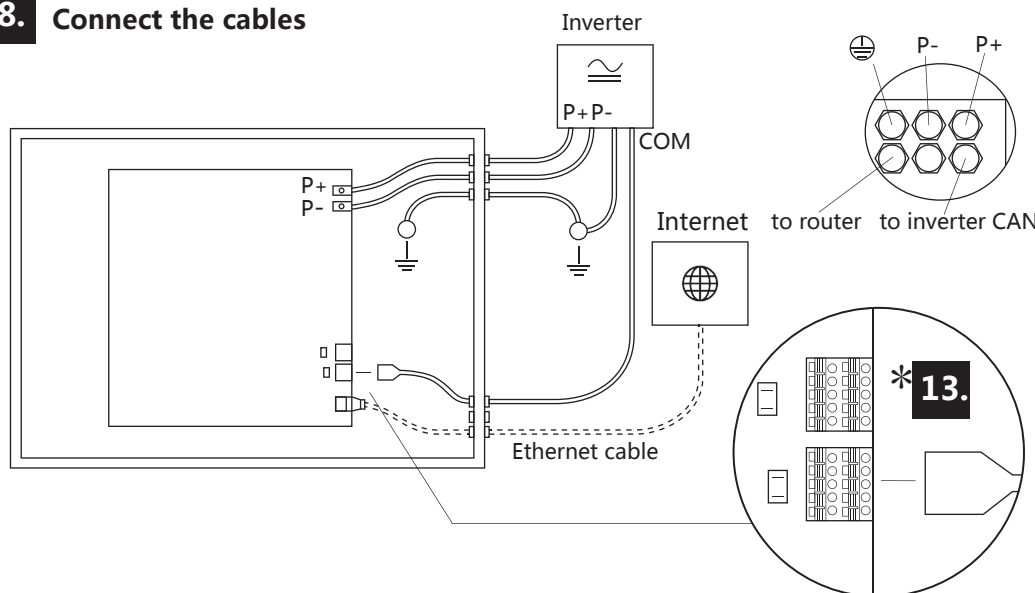 8. Connect the cables
Inverter
P- P+
P+P-
COM
P+
P-
Internet
to router to inverter CAN
* 13.
Ethernet cable